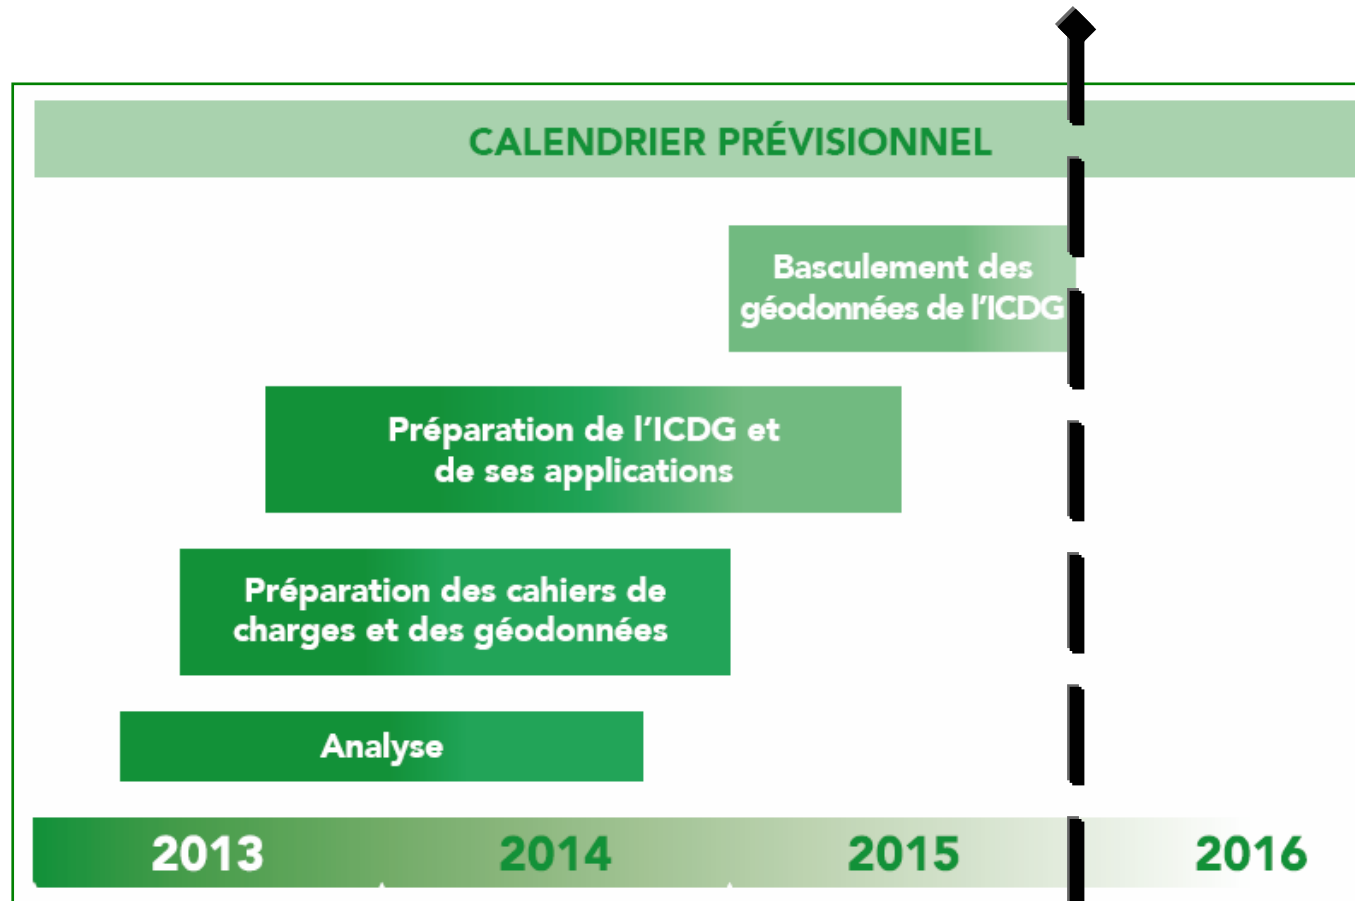 CALENDRIER PRÉVISIONNEL
Basculement des
géodonnées de l'ICDG
Préparation de l'ICDG et
de ses applications
Préparation des cahiers de
charges et des géodonnées
Analyse
2013 2014 2015 2016